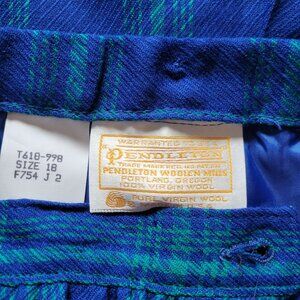 T618-998
SIZE 18
F754 J 2
WARRANTED TO BE A
PENDLETON
TRADE MARK REG. U.S. PAT. OFF.
PENDLETON WOOLEN MILLS
PORTLAND, OREGON
100% VIRGIN WOOL
PURE VIRGIN WOOL